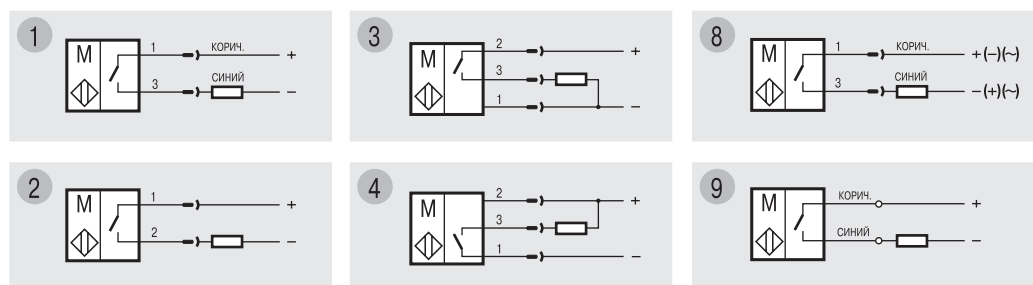 1
M
1 КОРИЧ. +
3 СИНИЙ −
3
M
2 +
3
1 −
8
M
1 КОРИЧ. +(−)(~)
3 СИНИЙ −(+)(~)
2
M
1 +
2 −
4
M
2 +
3
1 −
9
M
КОРИЧ. +
СИНИЙ −